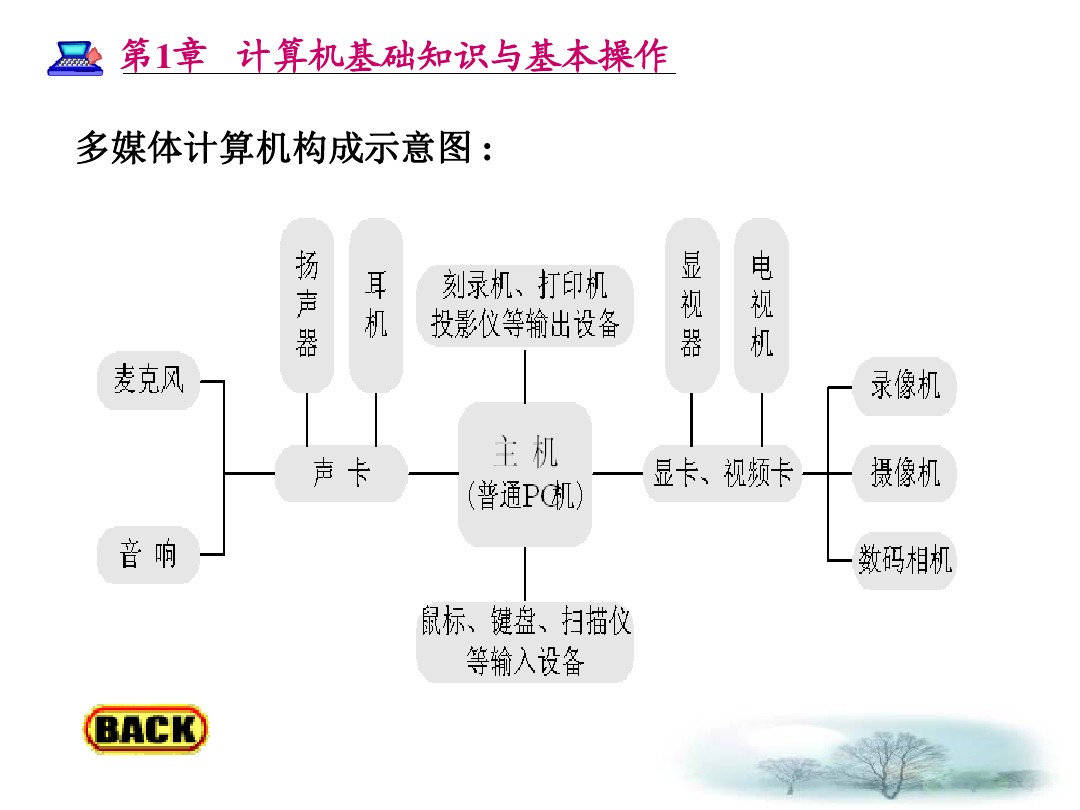 第1章 计算机基础知识与基本操作
多媒体计算机构成示意图：
扬声器
耳机
刻录机、打印机
投影仪等输出设备
显视器
电视机
麦克风
录像机
声 卡
主 机
(普通PC机)
显卡、视频卡
摄像机
音 响
数码相机
鼠标、键盘、扫描仪
等输入设备
BACK